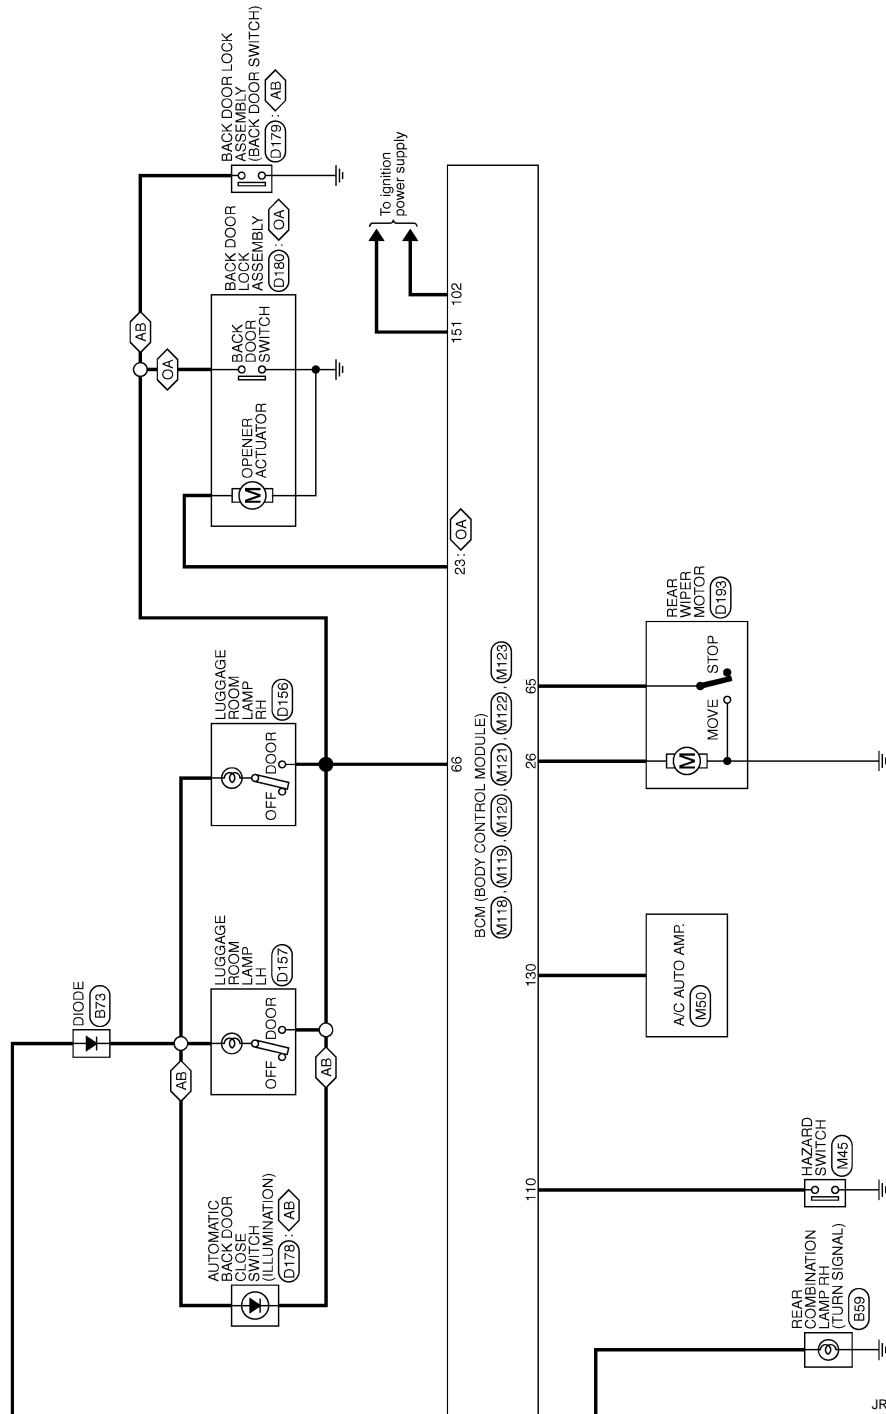 BACK DOOR LOCK
ASSEMBLY
(BACK DOOR SWITCH)
D179 : AB
BACK DOOR
LOCK
ASSEMBLY
D180 : OA
To ignition
power supply
AB
OA
BACK
DOOR
SWITCH
102
151
OPENER
ACTUATOR
M
23 : OA
REAR
WIPER
MOTOR
D193
LUGGAGE
ROOM
LAMP
RH
D156
STOP
MOVE
M
65
26
DOOR
OFF
66
BCM (BODY CONTROL MODULE)
M118 , M119 , M120 , M121 , M122 , M123
LUGGAGE
ROOM
LAMP
LH
D157
DIODE
B73
DOOR
OFF
130
A/C AUTO AMP.
M50
AB
AB
AUTOMATIC
BACK DOOR
CLOSE
SWITCH
(ILLUMINATION)
D178 : AB
110
HAZARD
SWITCH
M45
REAR
COMBINATION
LAMP RH
(TURN SIGNAL)
B59
JR